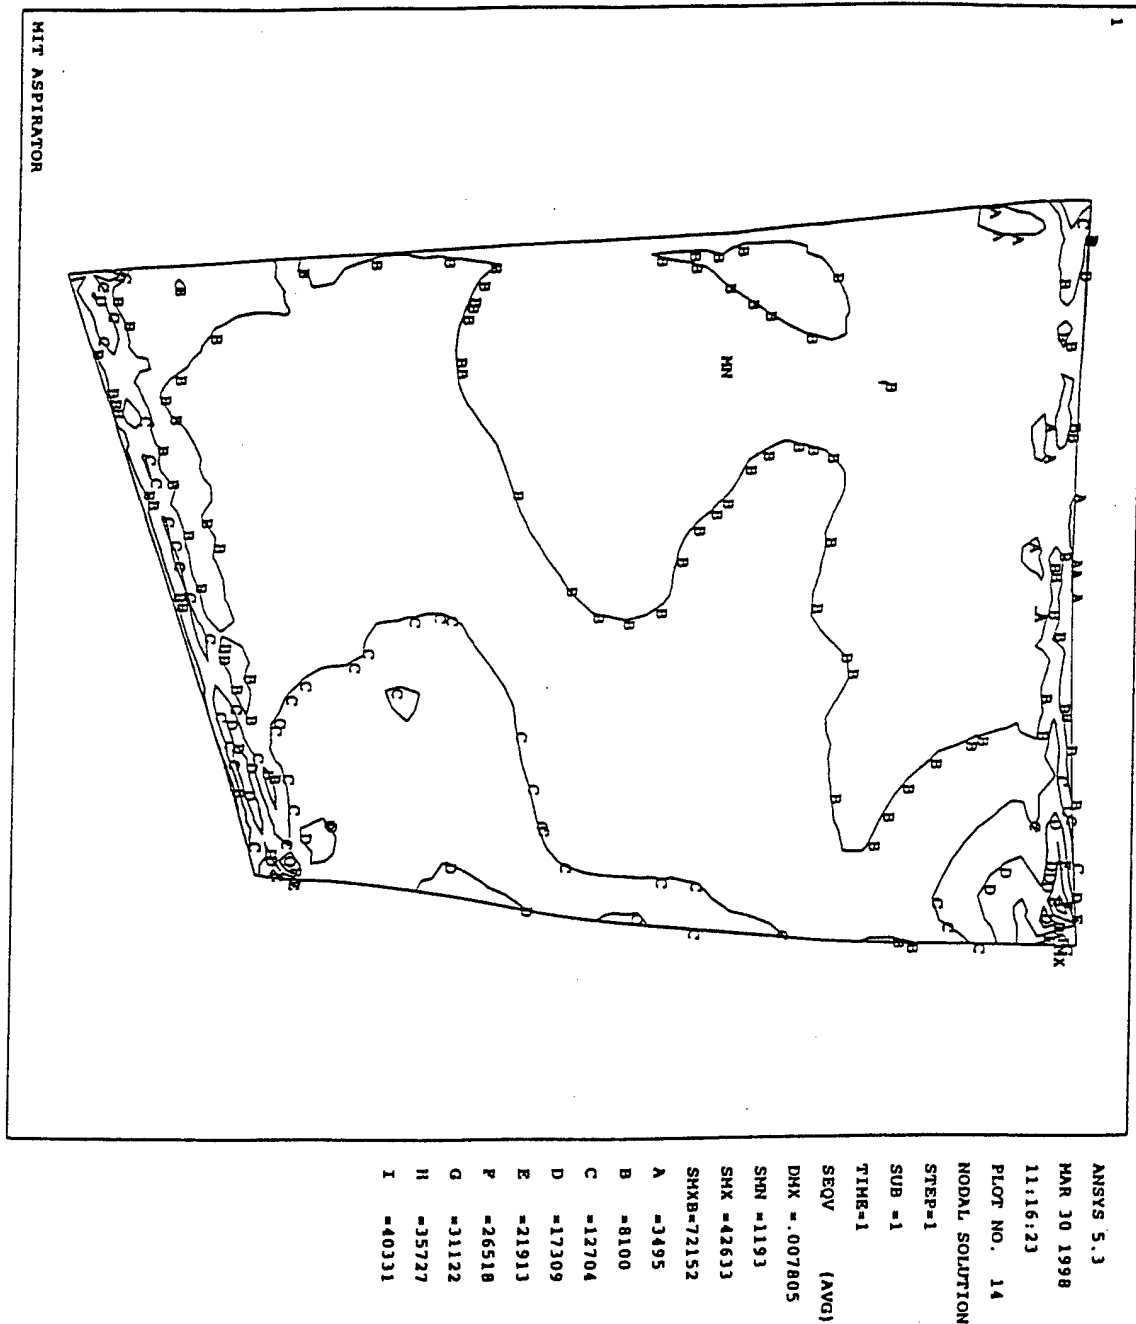 1
ANSYS 5.3
MAR 30 1998
11:16:23
PLOT NO. 14
NODAL SOLUTION
STEP=1
SUB =1
TIME=1
SEQV (AVG)
DMX =.007805
SMN =1193
SMX =42633
SMXB=72152
A =3495
B =8100
C =12704
D =17309
E =21913
F =26518
G =31122
H =35727
I =40331
MN
MX
MIT ASPIRATOR